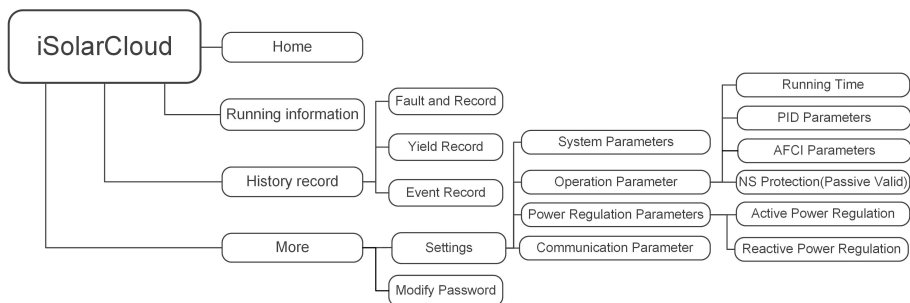 iSolarCloud
Home
Running information
History record
Fault and Record
Yield Record
Event Record
More
Settings
Modify Password
System Parameters
Operation Parameter
Power Regulation Parameters
Communication Parameter
Running Time
PID Parameters
AFCI Parameters
NS Protection(Passive Valid)
Active Power Regulation
Reactive Power Regulation